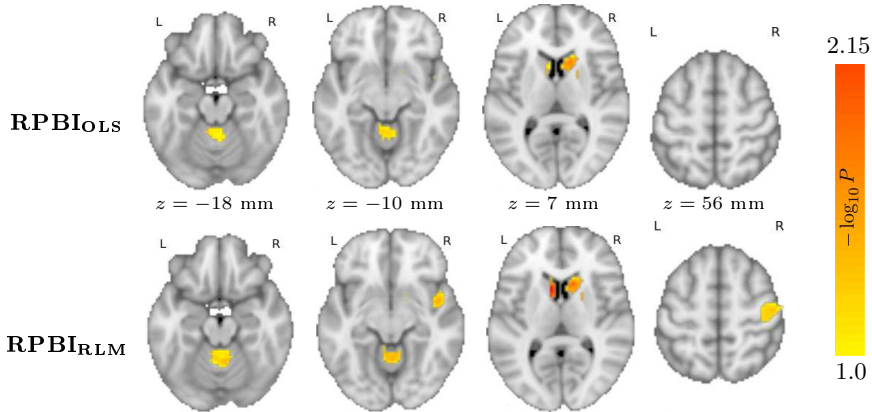 L R L R L R L R
2.15
RPBI_OLS
−log₁₀ P
z = −18 mm z = −10 mm z = 7 mm z = 56 mm
L R L R L R L R
RPBI_RLM
1.0